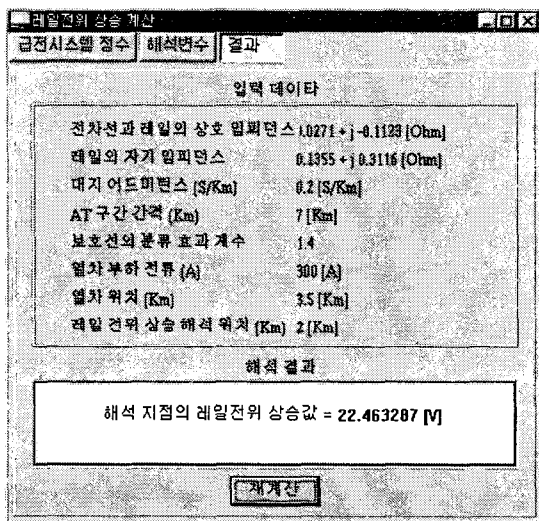 레일전위 상승 계산
급전시스템 정수 해석변수 결과
입력 데이타
전차선과 레일의 상호 임피던스 .0271 + j -0.1123 [Ohm]
레일의 자기 임피던스 0.1355 + j 0.3116 [Ohm]
대지 어드미턴스 (S/Km) 0.2 [S/Km]
AT 구간 간격 (Km) 7 [Km]
보호선의 분류 효과 계수 1.4
열차 부하 전류 (A) 300 [A]
열차 위치 (Km) 3.5 [Km]
레일 전위 상승 해석 위치 (Km) 2 [Km]
해석 결과
해석 지점의 레일전위 상승값 = 22.463287 [V]
재계산